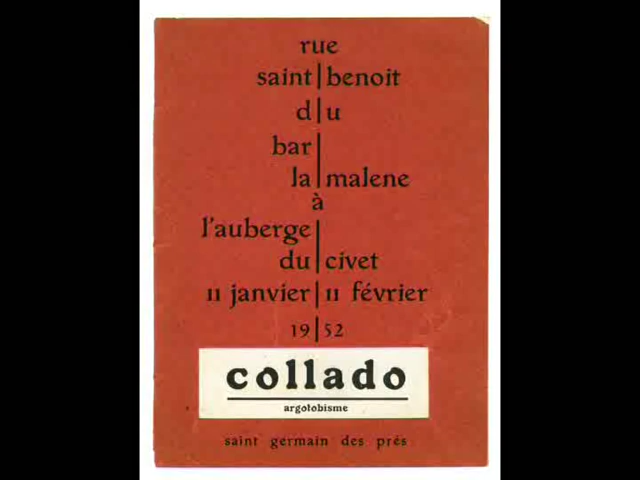 rue
saint benoit
du
bar
la malene
à
l'auberge
du civet
11 janvier 11 février
19 52
collado
argolobisme
saint germain des prés